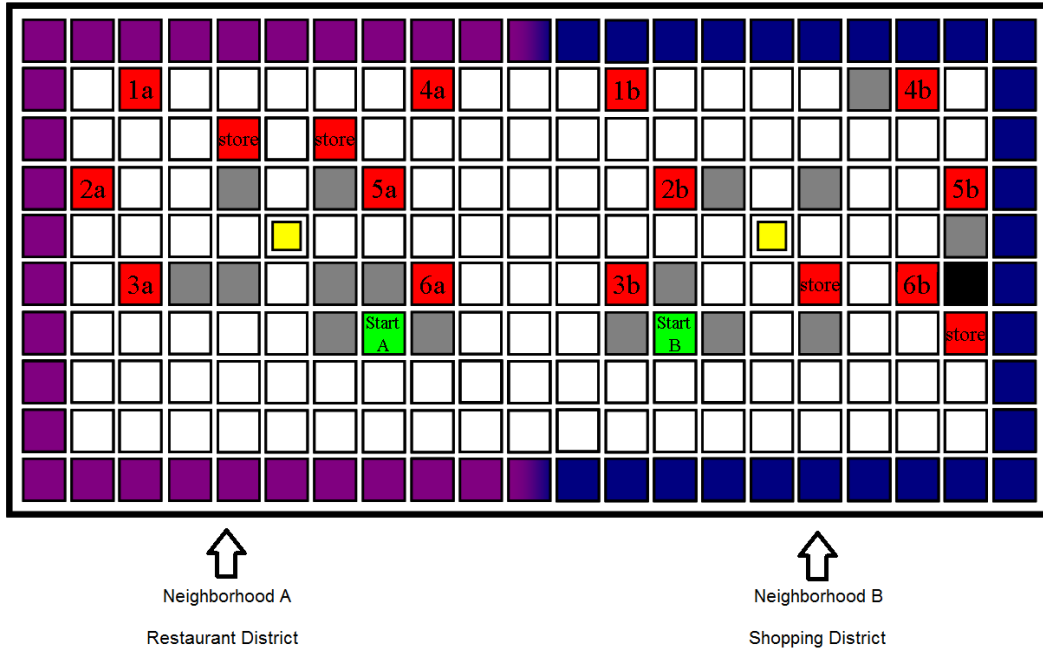 1a 4a 1b 4b
store store
2a 5a 2b 5b
3a 6a 3b store 6b
Start
A
Start
B
store
Neighborhood A
Restaurant District
Neighborhood B
Shopping District